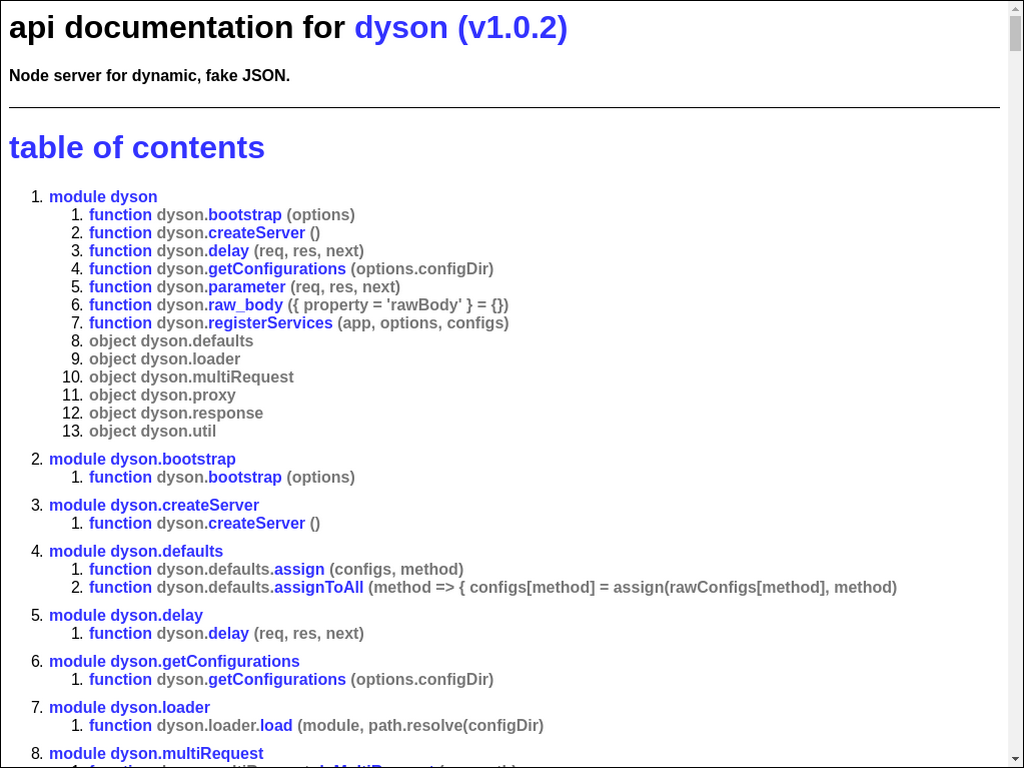 api documentation for dyson (v1.0.2)
Node server for dynamic, fake JSON.
table of contents
1. module dyson
1. function dyson.bootstrap (options)
2. function dyson.createServer ()
3. function dyson.delay (req, res, next)
4. function dyson.getConfigurations (options.configDir)
5. function dyson.parameter (req, res, next)
6. function dyson.raw_body ({ property = 'rawBody' } = {})
7. function dyson.registerServices (app, options, configs)
8. object dyson.defaults
9. object dyson.loader
10. object dyson.multiRequest
11. object dyson.proxy
12. object dyson.response
13. object dyson.util
2. module dyson.bootstrap
1. function dyson.bootstrap (options)
3. module dyson.createServer
1. function dyson.createServer ()
4. module dyson.defaults
1. function dyson.defaults.assign (configs, method)
2. function dyson.defaults.assignToAll (method => { configs[method] = assign(rawConfigs[method], method)
5. module dyson.delay
1. function dyson.delay (req, res, next)
6. module dyson.getConfigurations
1. function dyson.getConfigurations (options.configDir)
7. module dyson.loader
1. function dyson.loader.load (module, path.resolve(configDir)
8. module dyson.multiRequest